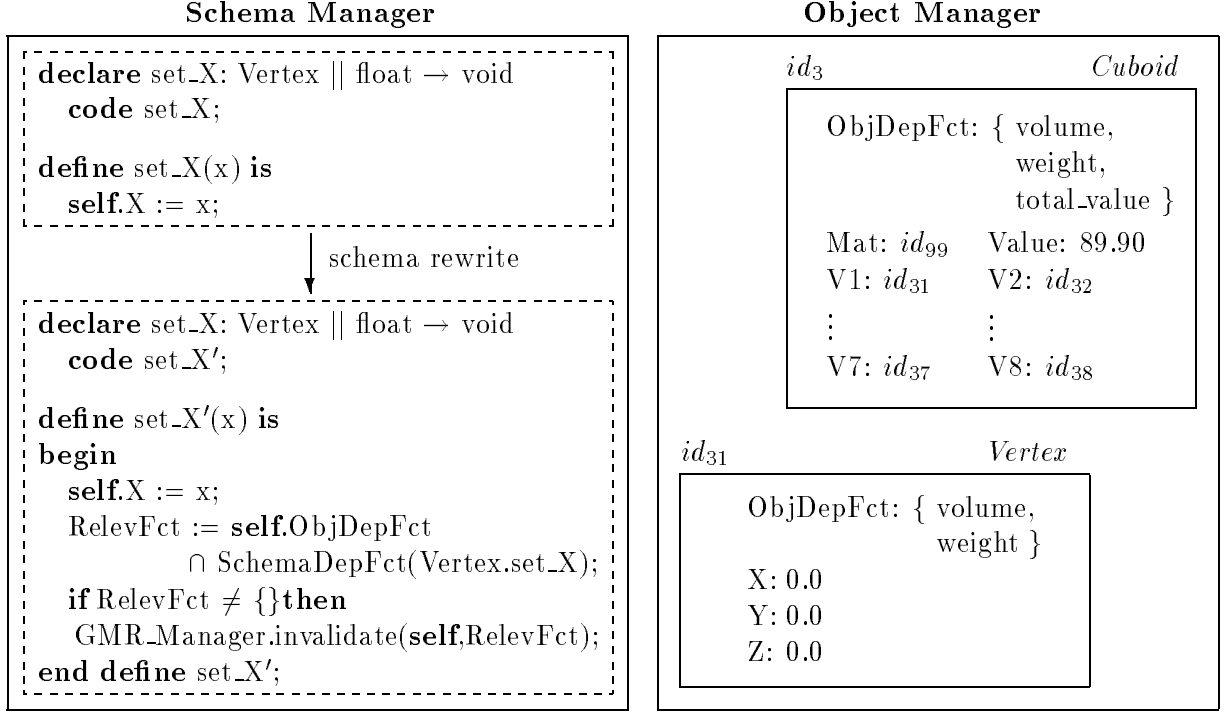 Schema Manager
declare set_X: Vertex || float → void
code set_X;
define set_X(x) is
self.X := x;
schema rewrite
declare set_X: Vertex || float → void
code set_X′;
define set_X′(x) is
begin
self.X := x;
RelevFct := self.ObjDepFct
∩ SchemaDepFct(Vertex.set_X);
if RelevFct ≠ {}then
GMR_Manager.invalidate(self,RelevFct);
end define set_X′;
Object Manager
id₃ Cuboid
ObjDepFct: { volume,
weight,
total_value }
Mat: id₉₉ Value: 89.90
V1: id₃₁ V2: id₃₂
⋮ ⋮
V7: id₃₇ V8: id₃₈
id₃₁ Vertex
ObjDepFct: { volume,
weight }
X: 0.0
Y: 0.0
Z: 0.0